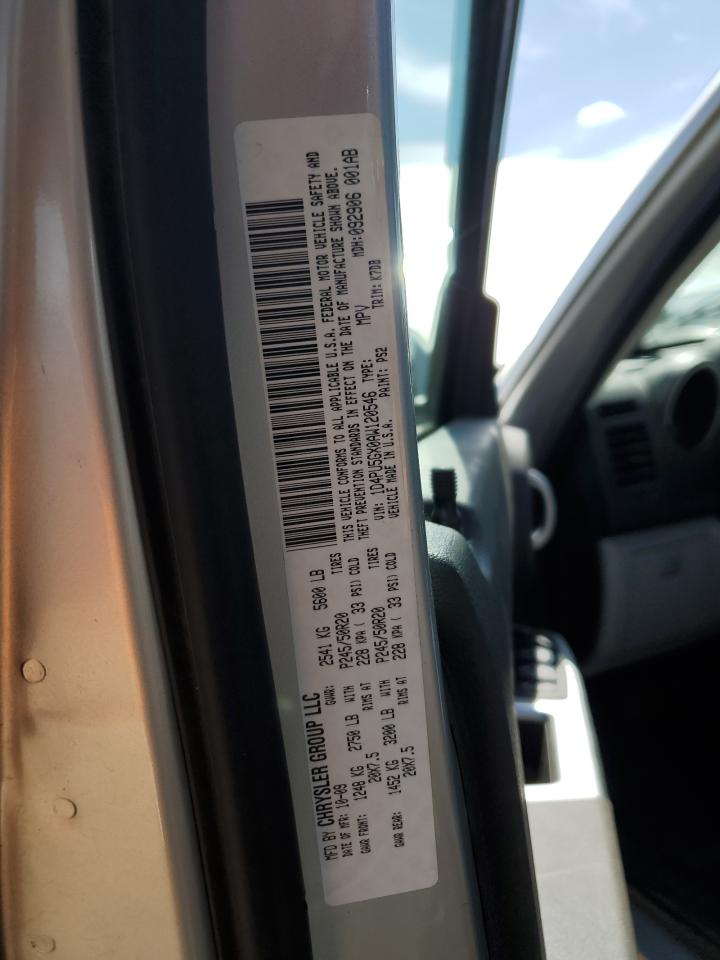 MFD BY CHRYSLER GROUP LLC
DATE OF MFR: 10-09 GVWR: 2541 KG 5600 LB
GAWR FRONT: 1248 KG 2750 LB WITH P245/50R20 TIRES
20X7.5 RIMS AT 228 KPA ( 33 PSI) COLD
GAWR REAR: 1452 KG 3200 LB WITH P245/50R20 TIRES
20X7.5 RIMS AT 228 KPA ( 33 PSI) COLD
THIS VEHICLE CONFORMS TO ALL APPLICABLE U.S.A. FEDERAL MOTOR VEHICLE SAFETY AND
THEFT PREVENTION STANDARDS IN EFFECT ON THE DATE OF MANUFACTURE SHOWN ABOVE.
MDH: 092906 001AB
VIN: 1D4PU5GX0AW120546 TYPE: MPV
VEHICLE MADE IN U.S.A. PAINT: PS2 TRIM: K7DB